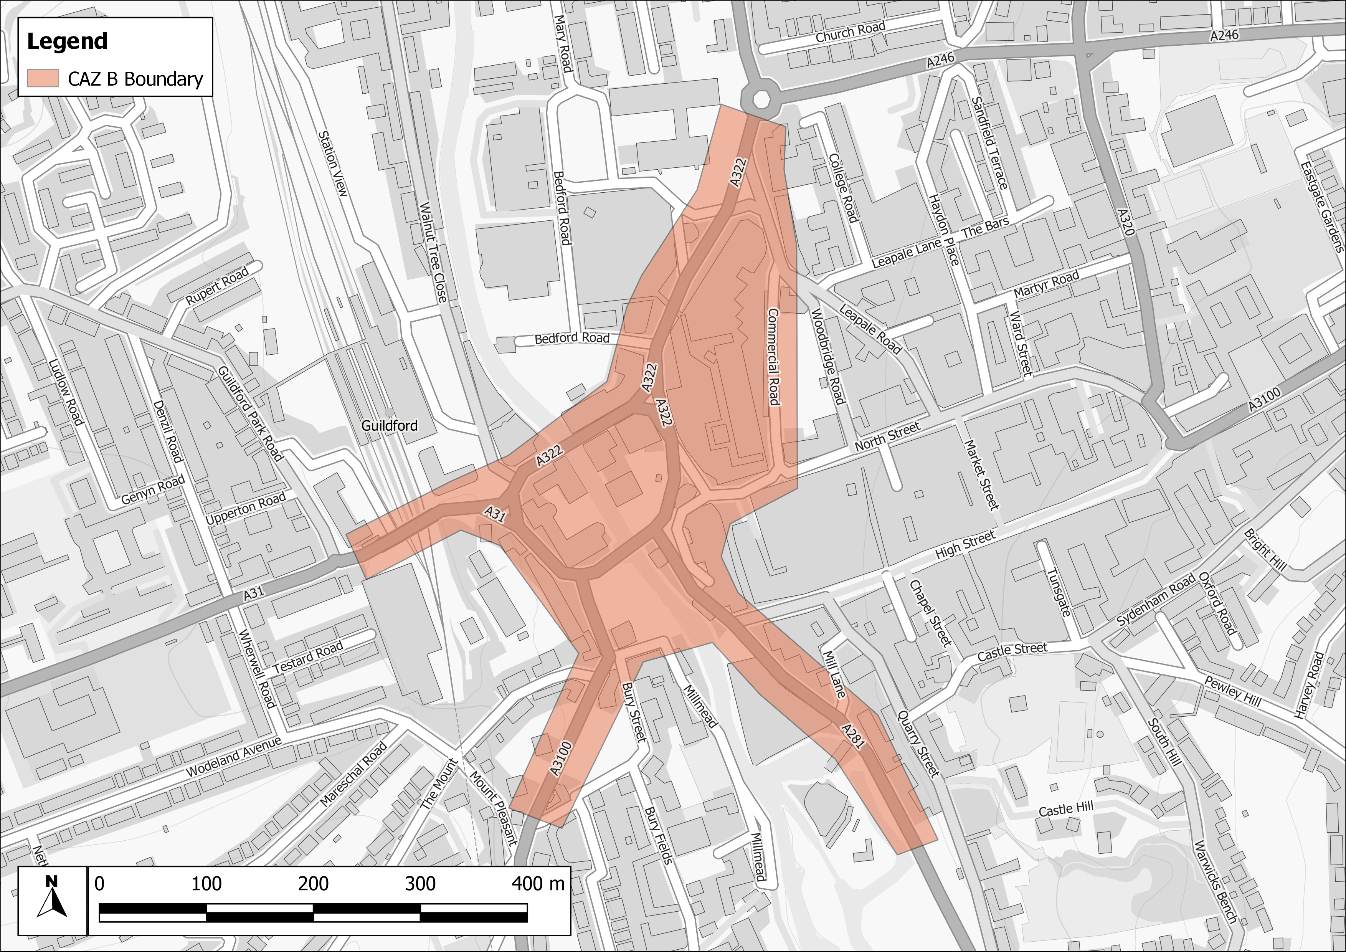 Legend
CAZ B Boundary
Mary Road
Church Road
A246
A246
Station View
Walnut Tree Close
Bedford Road
A322
College Road
Sandfield Terrace
Haydon Place
Leapale Lane
The Bars
A320
Eastgate Gardens
Rupert Road
Martyr Road
Bedford Road
Commercial Road
Woodbridge Road
Leapale Road
Ward Street
Ludlow Road
Denzil Road
Guildford Park Road
A322
A322
A3100
Guildford
A322
North Street
Market Street
Genyn Road
Upperton Road
A31
High Street
Bright Hill
A31
Chapel Street
Tunsgate
Sydenham Road
Oxford Road
Wherwell Road
Testard Road
Castle Street
Mill Lane
Pewley Hill
Harvey Road
Bury Street
Millmead
A281
Quarry Street
South Hill
Wodeland Avenue
Mareschal Road
The Mount
Mount Pleasant
A3100
Castle Hill
Bury Fields
Millmead
Warwicks Bench
Net
N
0 100 200 300 400 m